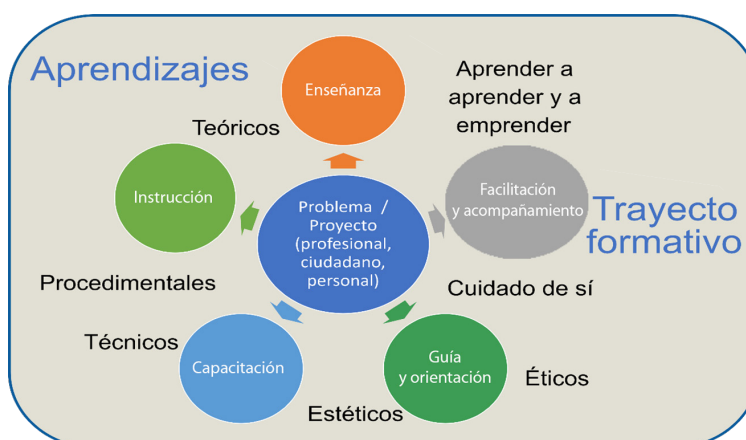 Aprendizajes
Enseñanza
Aprender a
aprender y a
emprender
Teóricos
Instrucción
Problema /
Proyecto
(profesional,
ciudadano,
personal)
Facilitación
y acompañamiento
Trayecto
formativo
Procedimentales
Cuidado de sí
Técnicos
Capacitación
Guía
y orientación
Éticos
Estéticos